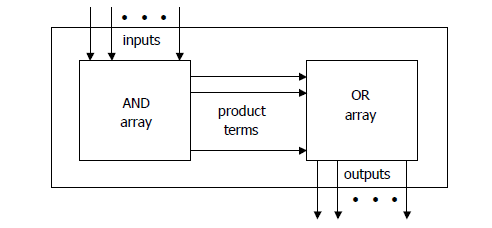 inputs
AND
array
product
terms
OR
array
outputs